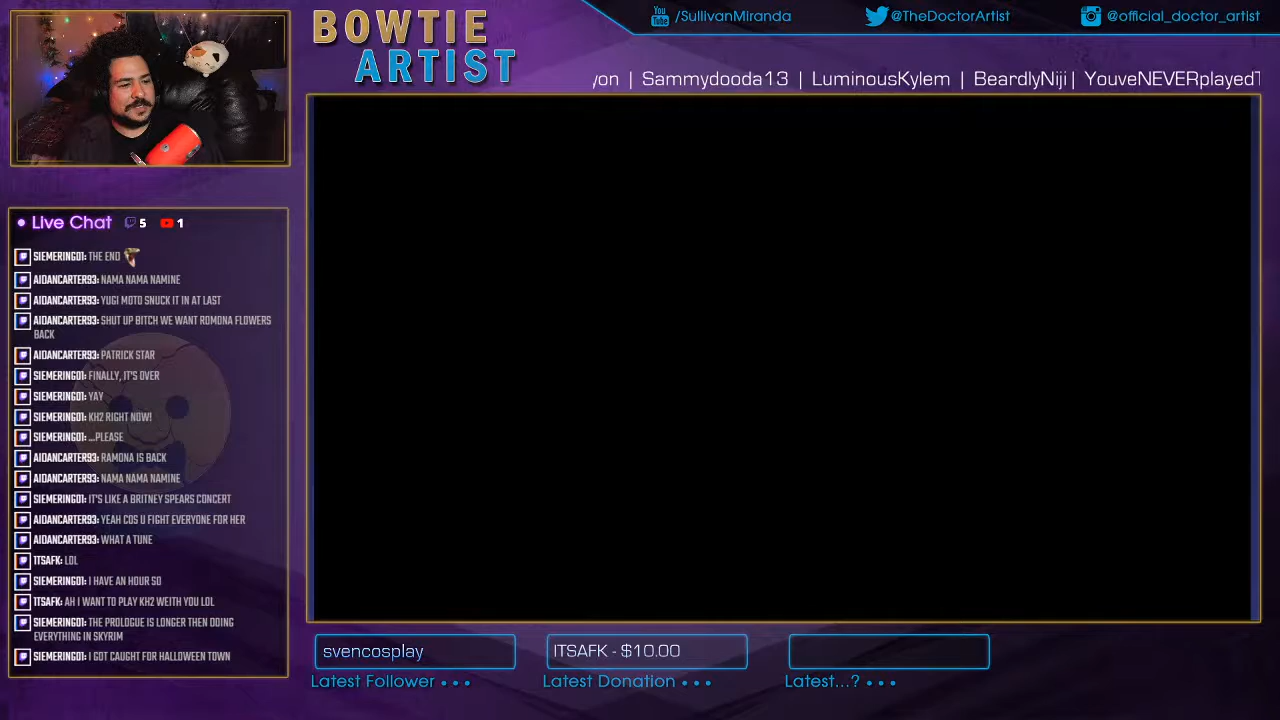 BOWTIE
ARTIST
/SullivanMiranda
@TheDoctorArtist
@official_doctor_artist
yon | Sammydooda13 | LuminousKylem | BeardlyNiji | YouveNEVERplayedT
Live Chat 5 1
SIEMERING01: THE END
AIDANCARTER93: NAMA NAMA NAMINE
AIDANCARTER93: YUGI MOTO SNUCK IT IN AT LAST
AIDANCARTER93: SHUT UP BITCH WE WANT ROMONA FLOWERS
BACK
AIDANCARTER93: PATRICK STAR
SIEMERING01: FINALLY, IT'S OVER
SIEMERING01: YAY
SIEMERING01: KH2 RIGHT NOW!
SIEMERING01: ...PLEASE
AIDANCARTER93: RAMONA IS BACK
AIDANCARTER93: NAMA NAMA NAMINE
SIEMERING01: IT'S LIKE A BRITNEY SPEARS CONCERT
AIDANCARTER93: YEAH COS U FIGHT EVERYONE FOR HER
AIDANCARTER93: WHAT A TUNE
ITSAFK: LOL
SIEMERING01: I HAVE AN HOUR SO
ITSAFK: AH I WANT TO PLAY KH2 WEITH YOU LOL
SIEMERING01: THE PROLOGUE IS LONGER THEN DOING
EVERYTHING IN SKYRIM
SIEMERING01: I GOT CAUGHT FOR HALLOWEEN TOWN
svencosplay
Latest Follower • • •
ITSAFK - $10.00
Latest Donation • • •
Latest...? • • •